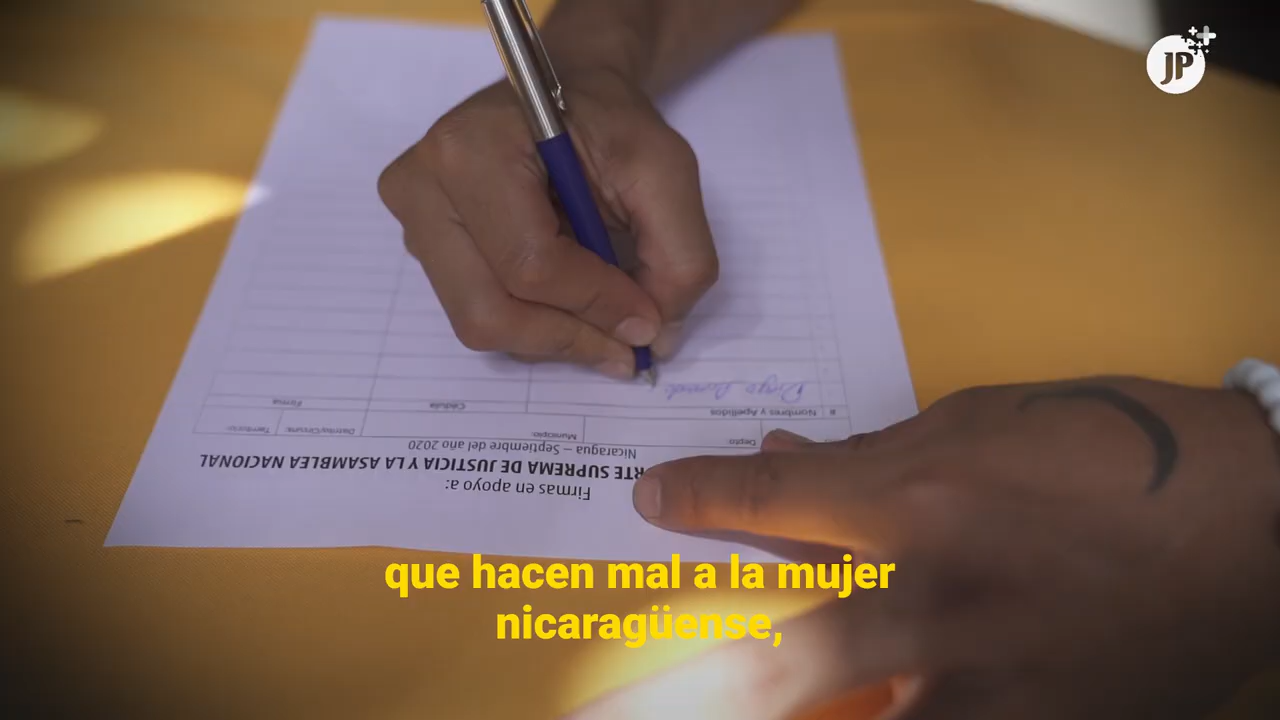 JP
Firmas en apoyo a:
RTE SUPREMA DE JUSTICIA Y LA ASAMBLEA NACIONAL
Nicaragua – Septiembre del año 2020
Depto: Municipio: Distrito/Circuns: Territorio:
# Nombres y Apellidos Cédula Firma
que hacen mal a la mujer
nicaragüense,